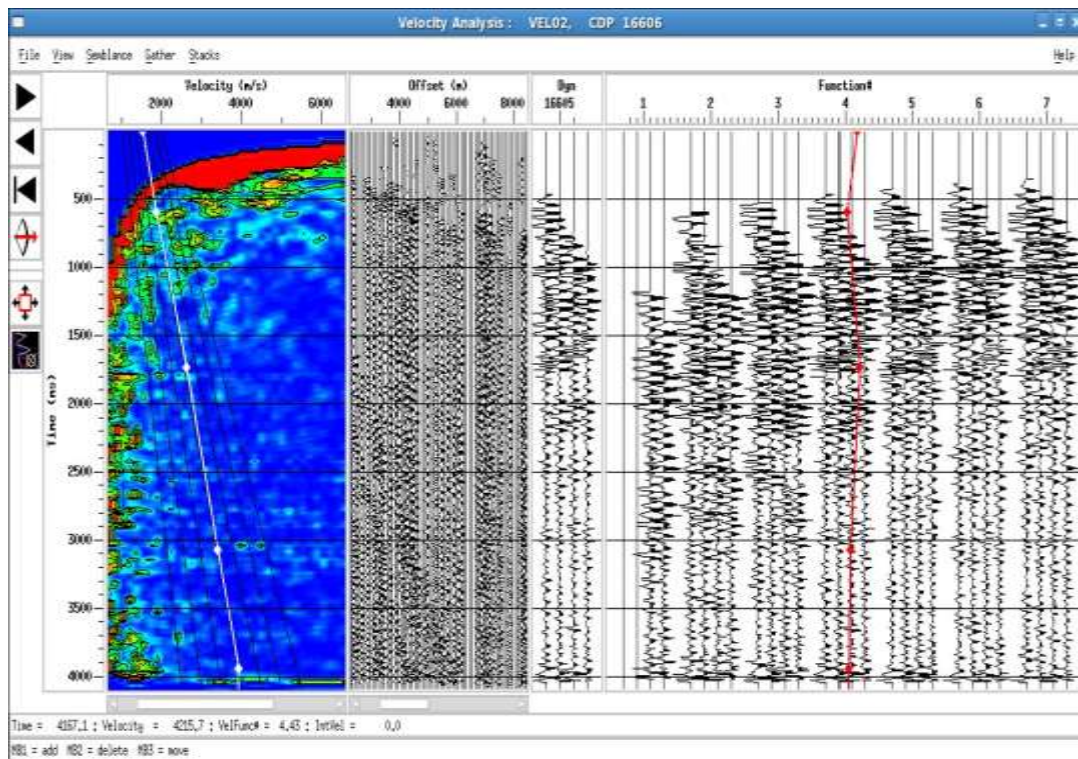 Velocity Analysis : VEL02, CDP 16606
File View Semblance Gather Stacks Help
Velocity (m/s)
2000 4000 6000
Offset (m)
4000 6000 8000
Dyn
16605
Function#
1 2 3 4 5 6 7
Time (ms)
500
1000
1500
2000
2500
3000
3500
4000
Time = 4167.1 ; Velocity = 4215.7 ; VelFunc# = 4.43 ; IntVel = 0.0
MB1 = add MB2 = delete MB3 = move